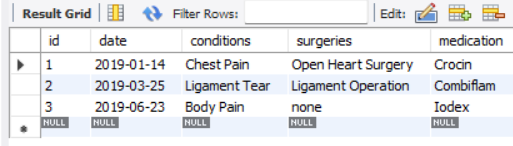 Result Grid Filter Rows: Edit:
id date conditions surgeries medication
1 2019-01-14 Chest Pain Open Heart Surgery Crocin
2 2019-03-25 Ligament Tear Ligament Operation Combiflam
3 2019-06-23 Body Pain none Iodex
NULL NULL NULL NULL NULL